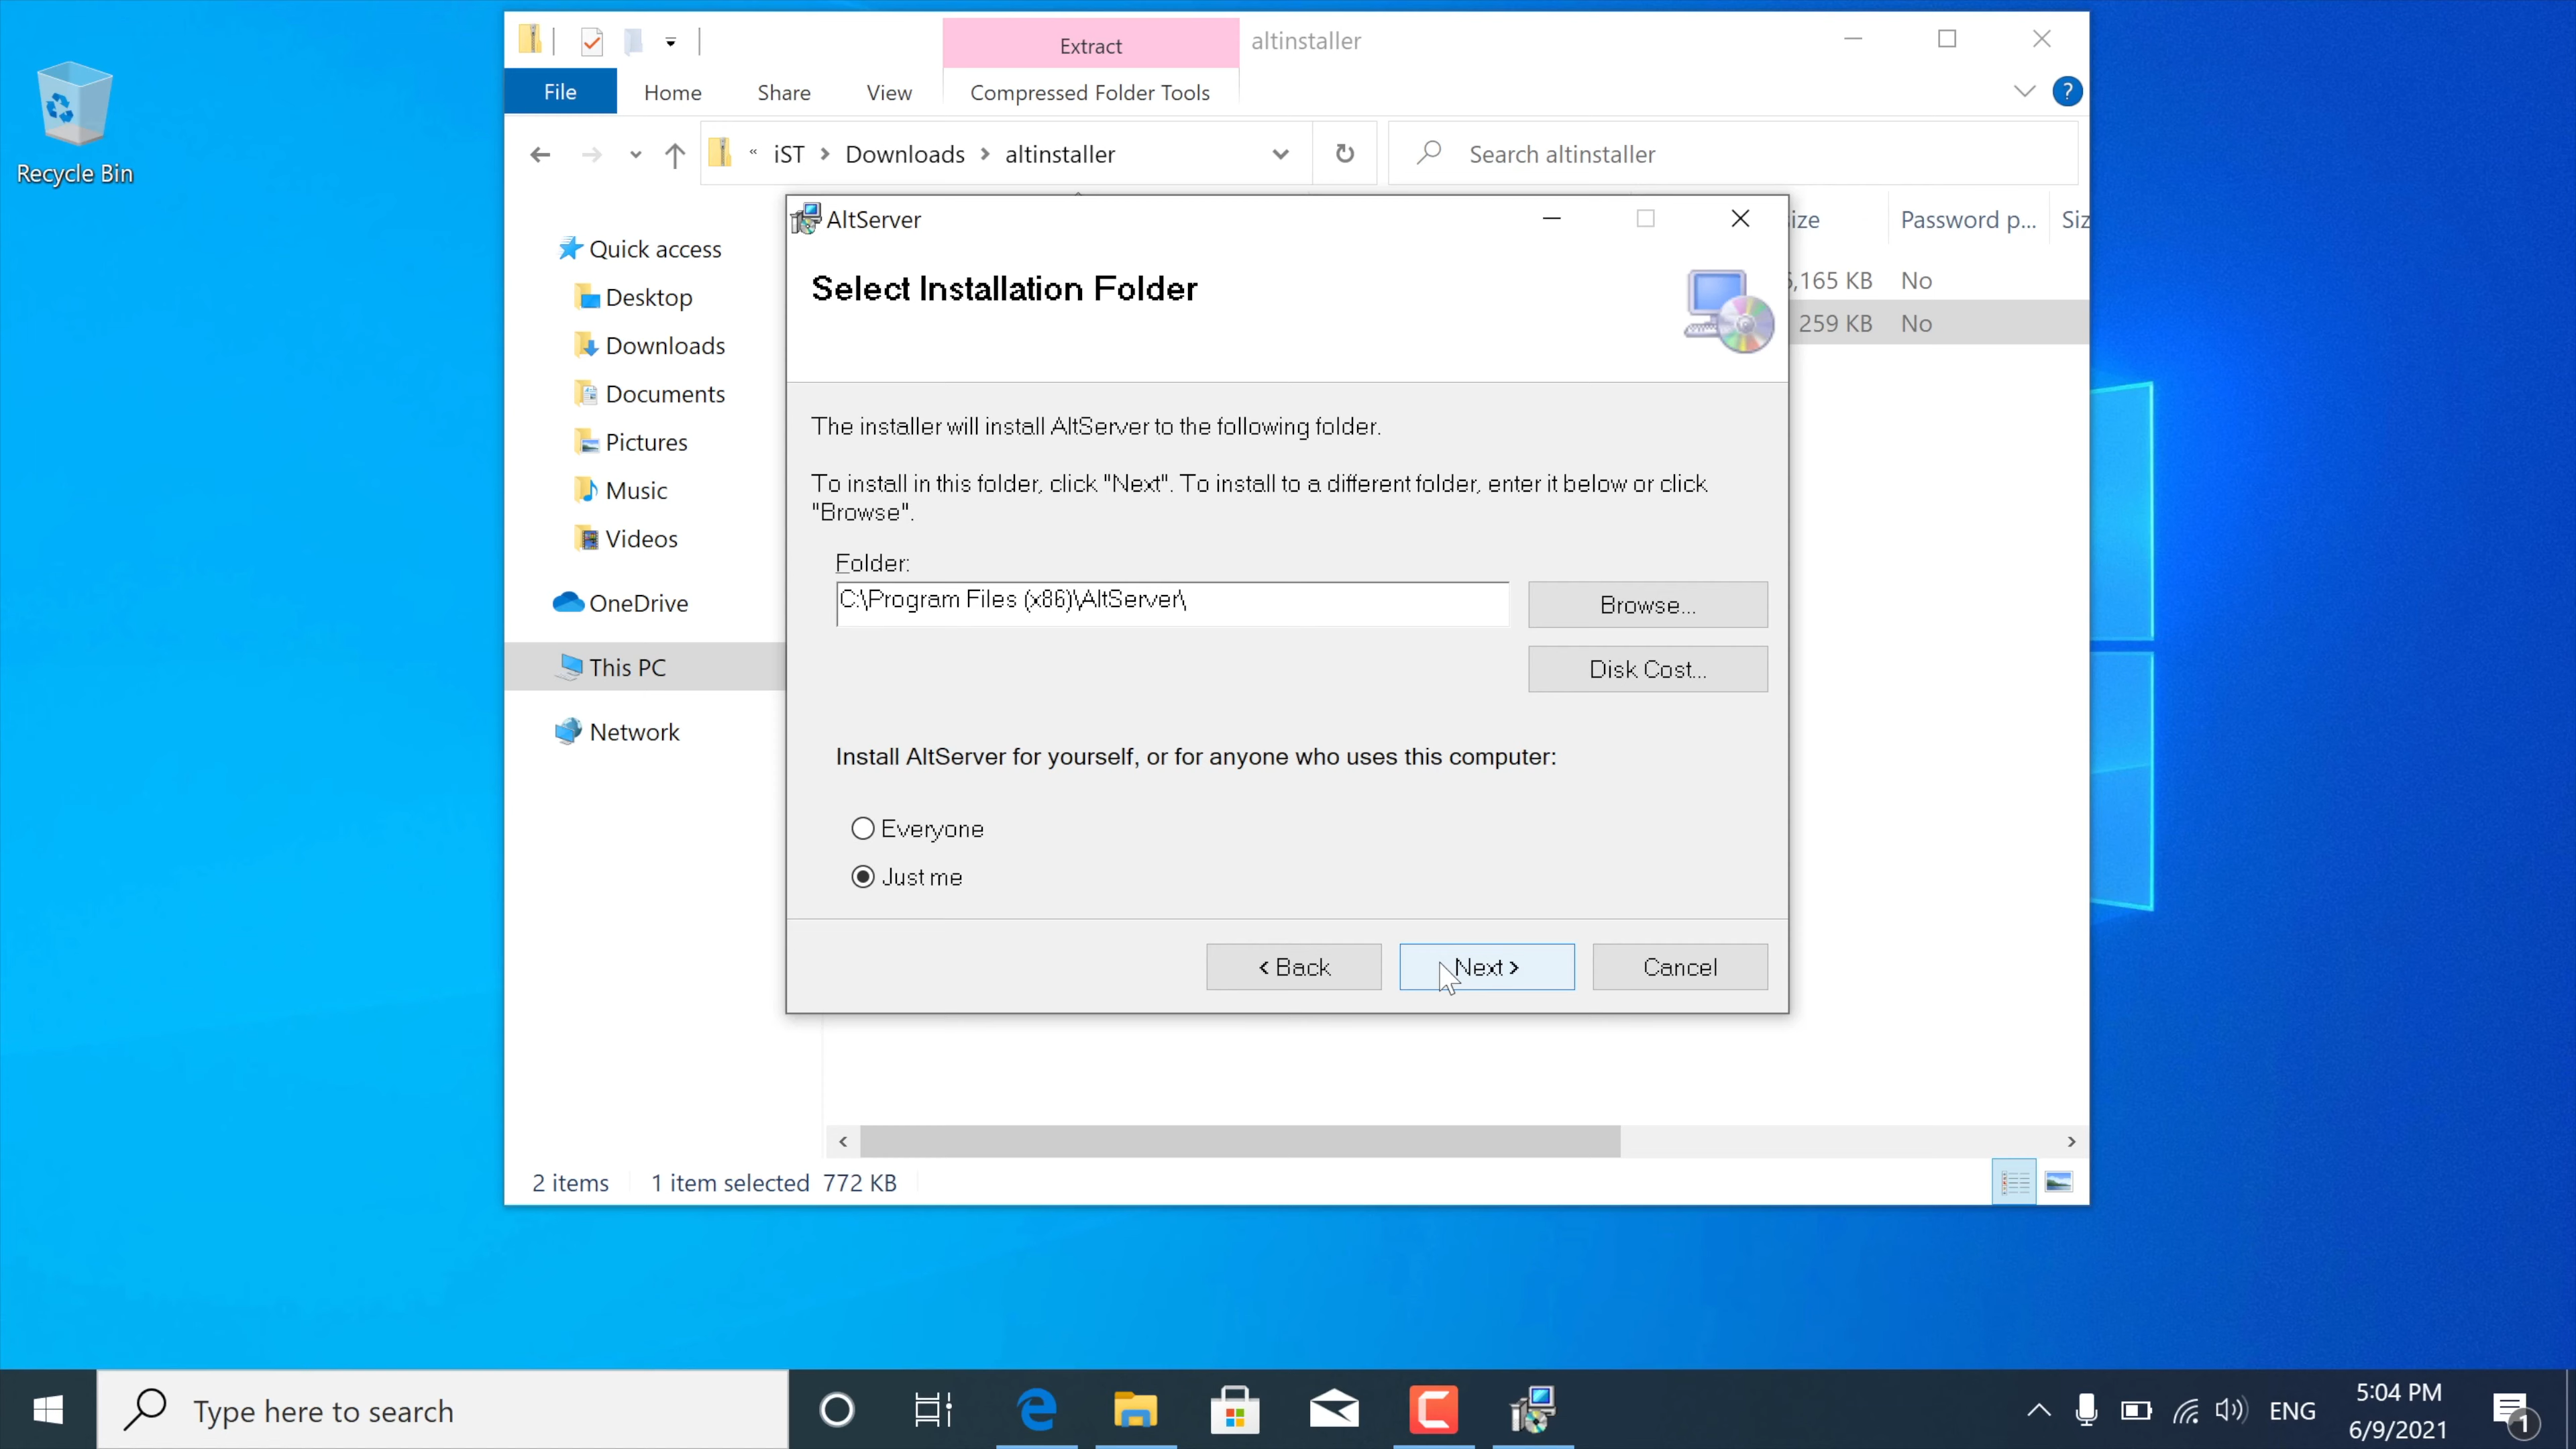 Recycle Bin
Extract
altinstaller
File
Home
Share
View
Compressed Folder Tools
?
« iST > Downloads > altinstaller
Search altinstaller
Quick access
Desktop
Downloads
Documents
Pictures
Music
Videos
OneDrive
This PC
Network
Password p...
,165 KB No
259 KB No
AltServer
Select Installation Folder
The installer will install AltServer to the following folder.
To install in this folder, click "Next". To install to a different folder, enter it below or click
"Browse".
Folder:
C:\Program Files (x86)\AltServer\
Browse...
Disk Cost...
Install AltServer for yourself, or for anyone who uses this computer:
Everyone
Just me
< Back
Next >
Cancel
2 items
1 item selected 772 KB
Type here to search
ENG
5:04 PM
6/9/2021
1